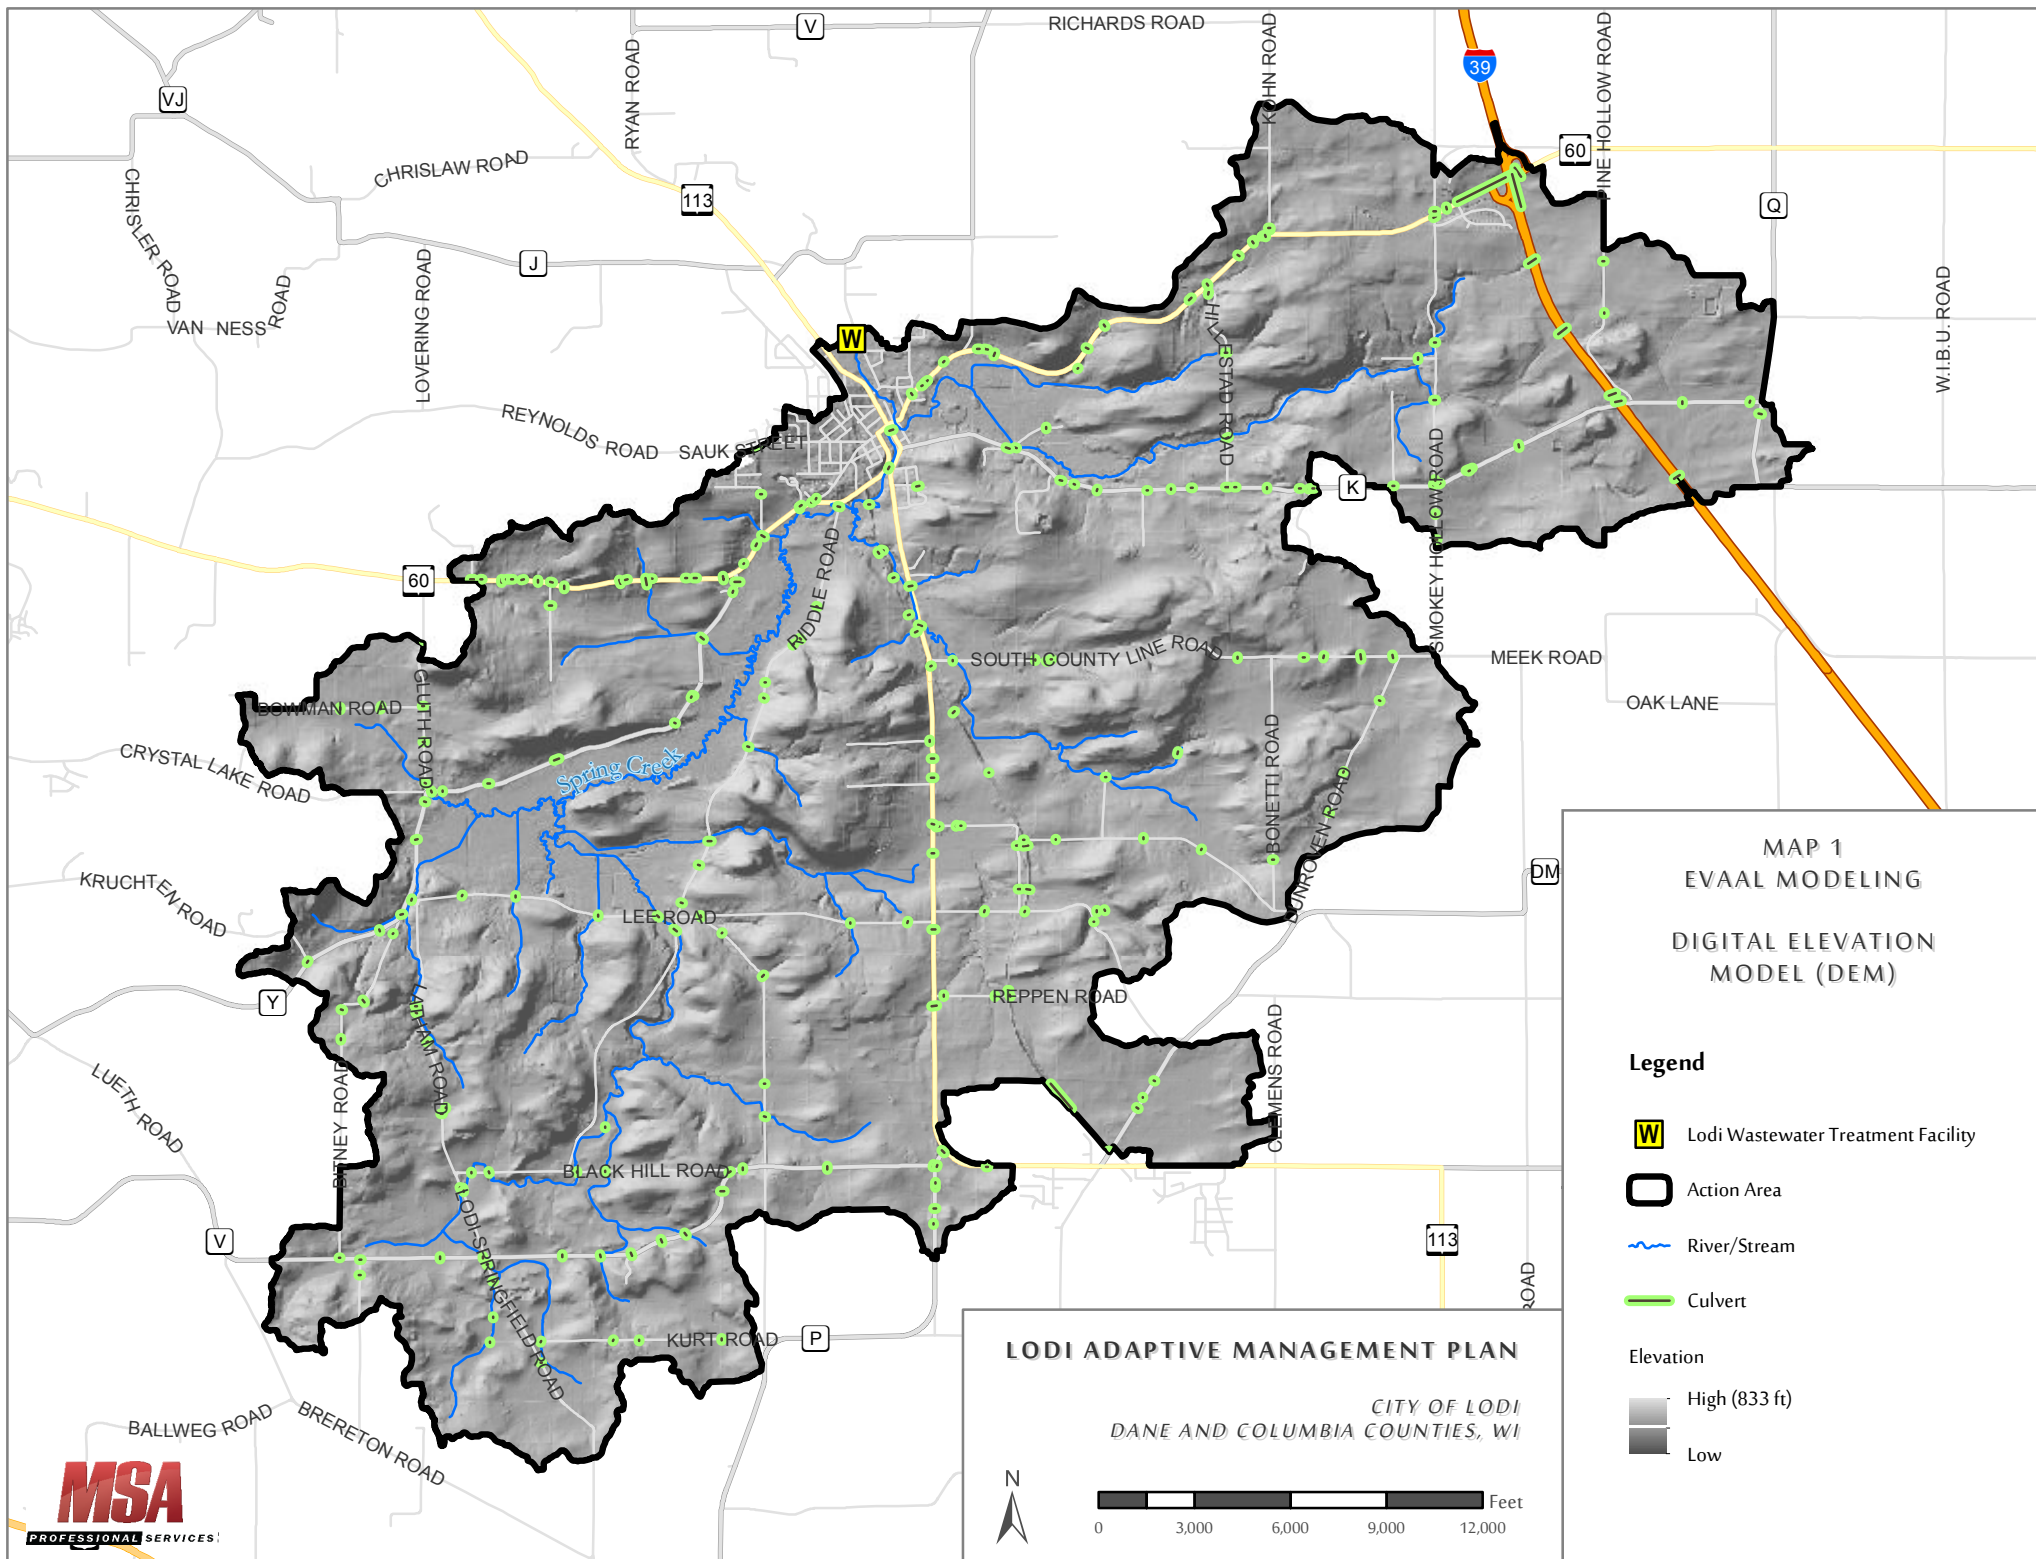 RICHARDS ROAD
V
RYAN ROAD
KOHN ROAD
39
PINE HOLLOW ROAD
VJ
60
CHRISLAW ROAD
113
Q
CHRISLER ROAD
J
VAN NESS ROAD
LOVERING ROAD
W.I.B.U. ROAD
W
HILLESTAD ROAD
REYNOLDS ROAD
SAUK STREET
K
SMOKEY HOLLOW ROAD
60
RIDDLE ROAD
SOUTH COUNTY LINE ROAD
MEEK ROAD
OAK LANE
GLUTH ROAD
BOWMAN ROAD
CRYSTAL LAKE ROAD
Spring Creek
BONETTI ROAD
DUNROVEN ROAD
DM
KRUCHTEN ROAD
LEE ROAD
Y
LATHAM ROAD
REPPEN ROAD
CLEMENS ROAD
LUETH ROAD
BITNEY ROAD
BLACK HILL ROAD
V
LODI-SPRINGFIELD ROAD
113
ROAD
KURT ROAD
P
BALLWEG ROAD
BRERETON ROAD
MSA
PROFESSIONAL SERVICES
MAP 1
EVAAL MODELING
DIGITAL ELEVATION
MODEL (DEM)
Legend
W Lodi Wastewater Treatment Facility
Action Area
River/Stream
Culvert
Elevation
High (833 ft)
Low
LODI ADAPTIVE MANAGEMENT PLAN
CITY OF LODI
DANE AND COLUMBIA COUNTIES, WI
N
Feet
0 3,000 6,000 9,000 12,000